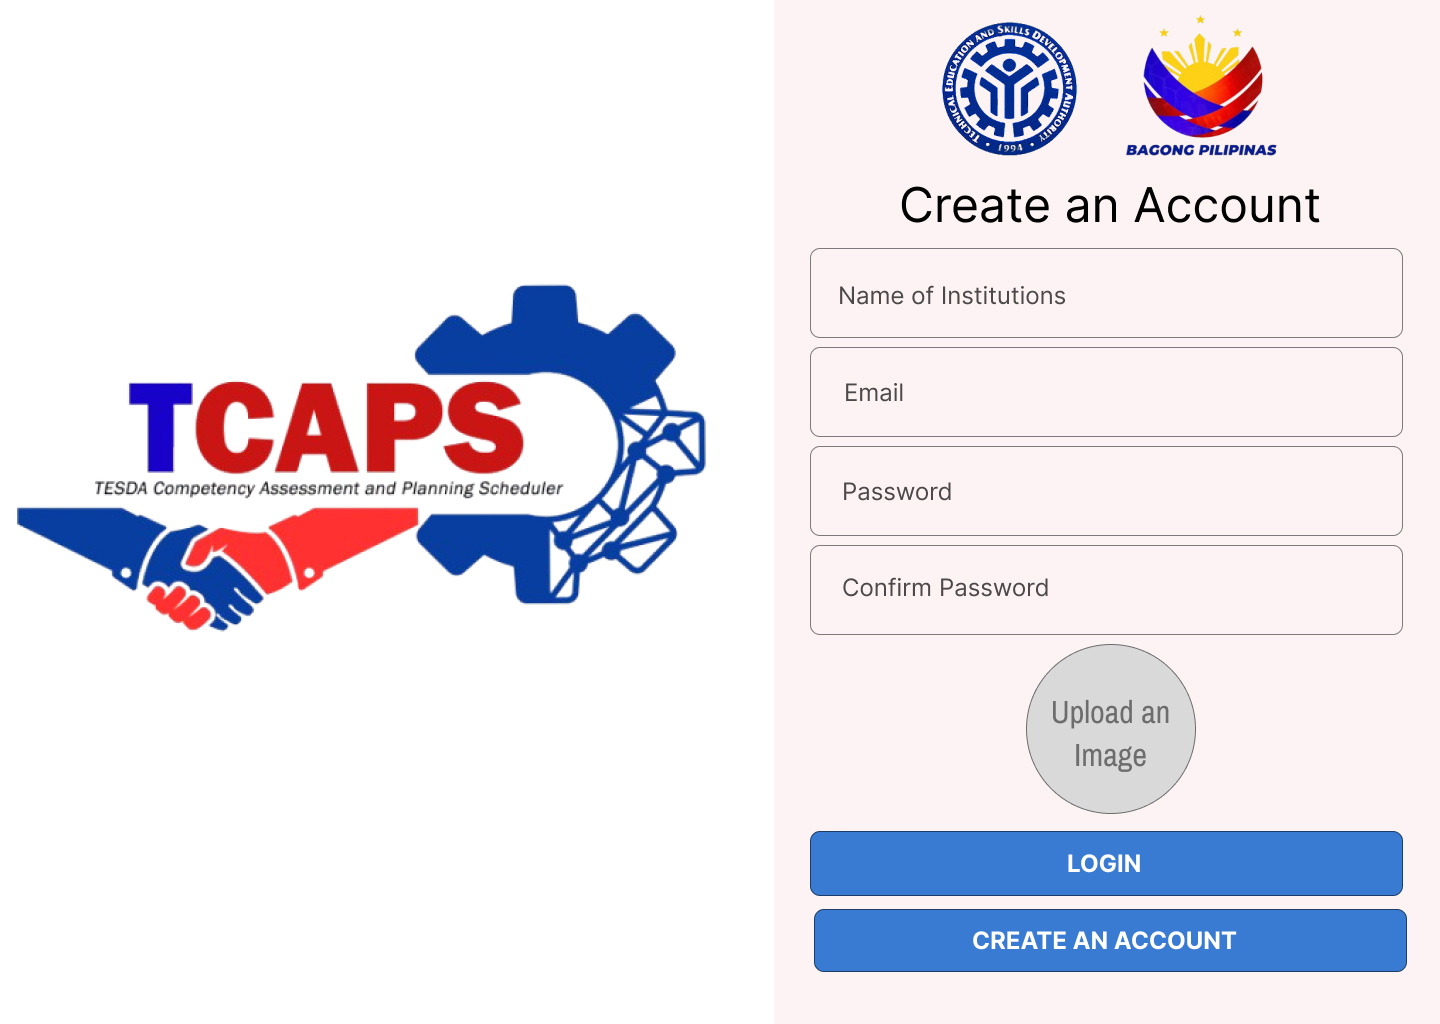 TCAPS
TESDA Competency Assessment and Planning Scheduler
TECHNICAL EDUCATION AND SKILLS DEVELOPMENT AUTHORITY
• 1994 •
BAGONG PILIPINAS
Create an Account
Name of Institutions
Email
Password
Confirm Password
Upload an
Image
LOGIN
CREATE AN ACCOUNT